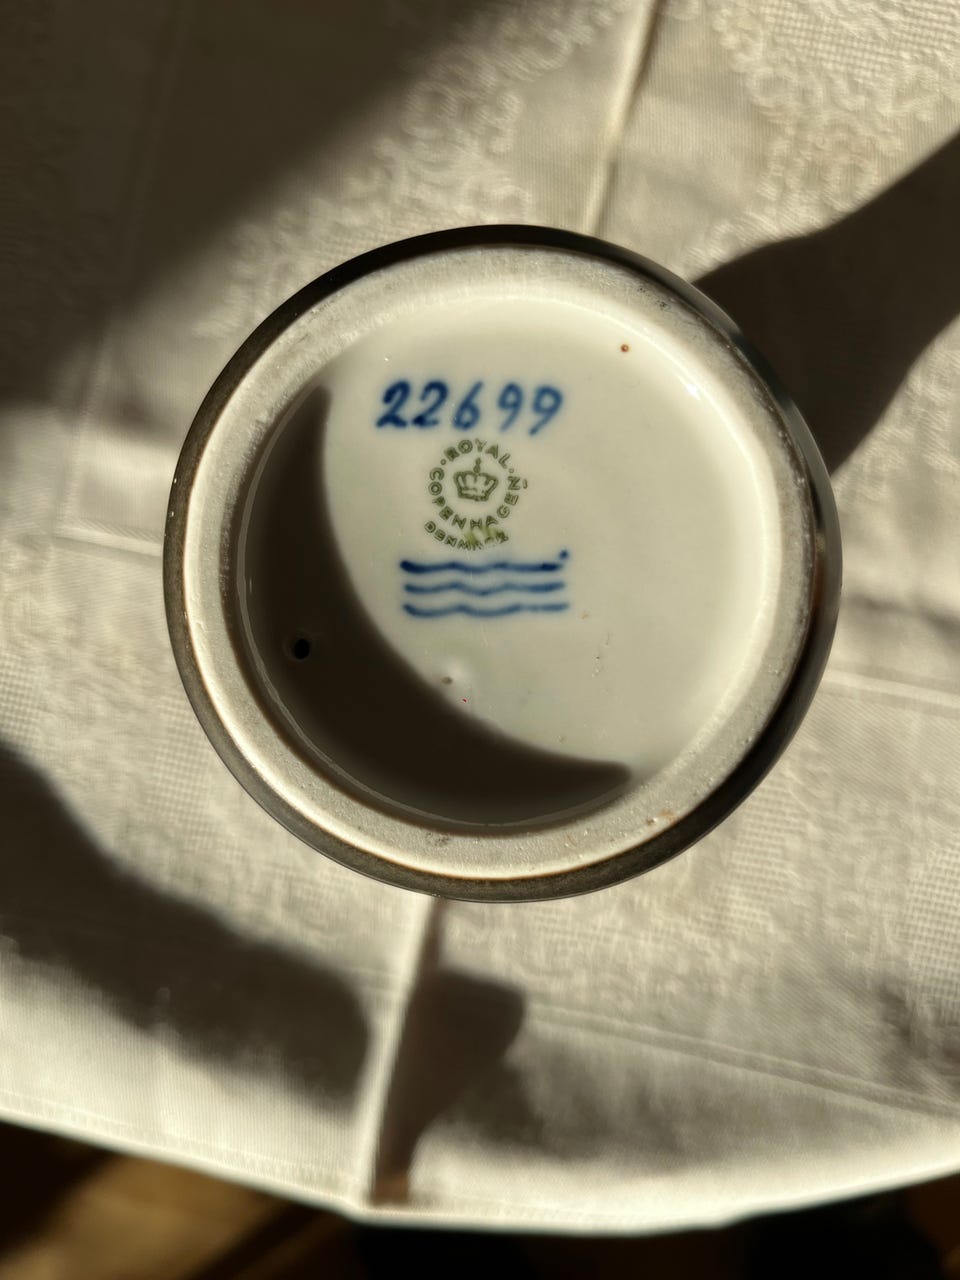 22699
ROYAL
COPENHAGEN
DENMARK